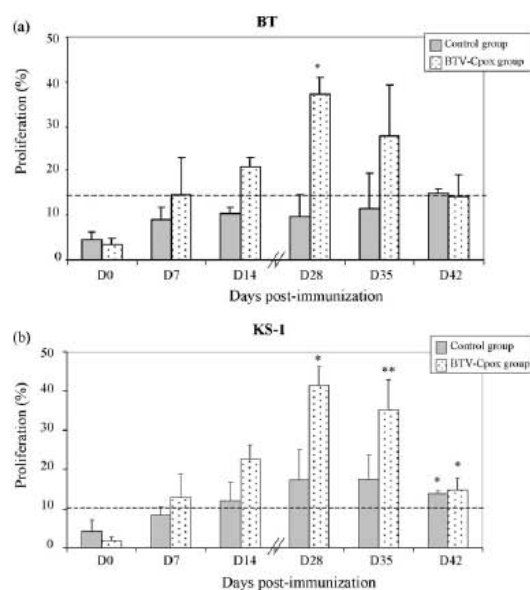 (a)
BT
Control group
BTV-Cpox group
Proliferation (%)
50
40
30
20
10
0
*
D0 D7 D14 D28 D35 D42
Days post-immunization
(b)
KS-1
Control group
BTV-Cpox group
Proliferation (%)
50
40
30
20
10
0
* ** * *
D0 D7 D14 D28 D35 D42
Days post-immunization